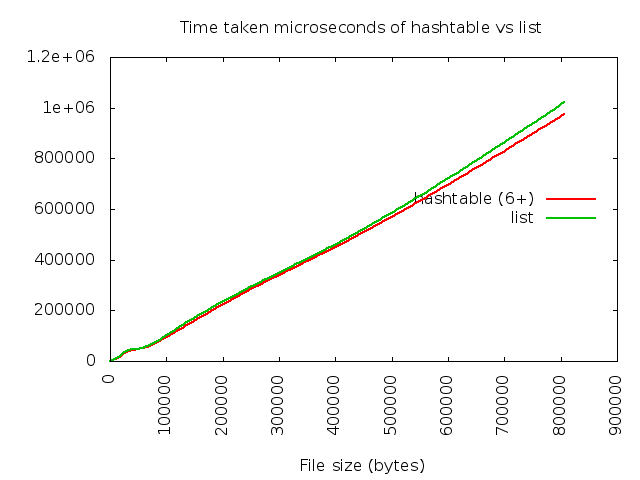 Time taken microseconds of hashtable vs list
1.2e+06
1e+06
800000
600000
400000
200000
0
hashtable (6+)
list
0
100000
200000
300000
400000
500000
600000
700000
800000
900000
File size (bytes)